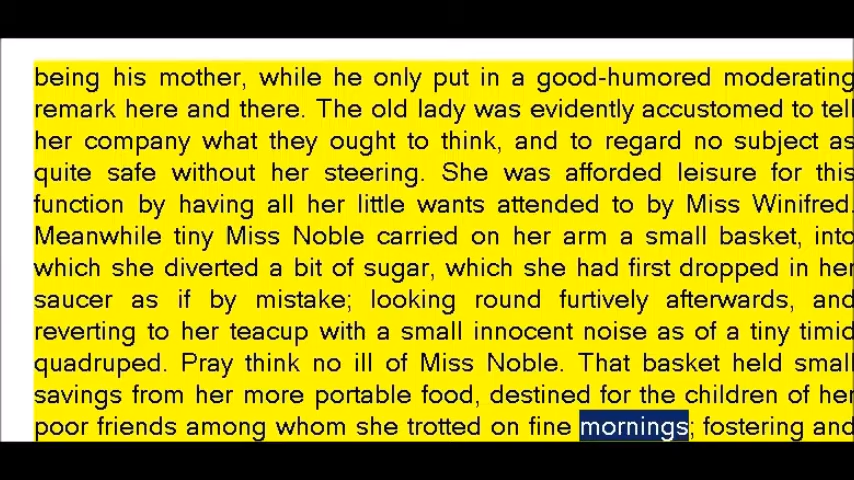 being his mother, while he only put in a good-humored moderating
remark here and there. The old lady was evidently accustomed to tell
her company what they ought to think, and to regard no subject as
quite safe without her steering. She was afforded leisure for this
function by having all her little wants attended to by Miss Winifred.
Meanwhile tiny Miss Noble carried on her arm a small basket, into
which she diverted a bit of sugar, which she had first dropped in her
saucer as if by mistake; looking round furtively afterwards, and
reverting to her teacup with a small innocent noise as of a tiny timid
quadruped. Pray think no ill of Miss Noble. That basket held small
savings from her more portable food, destined for the children of her
poor friends among whom she trotted on fine mornings; fostering and